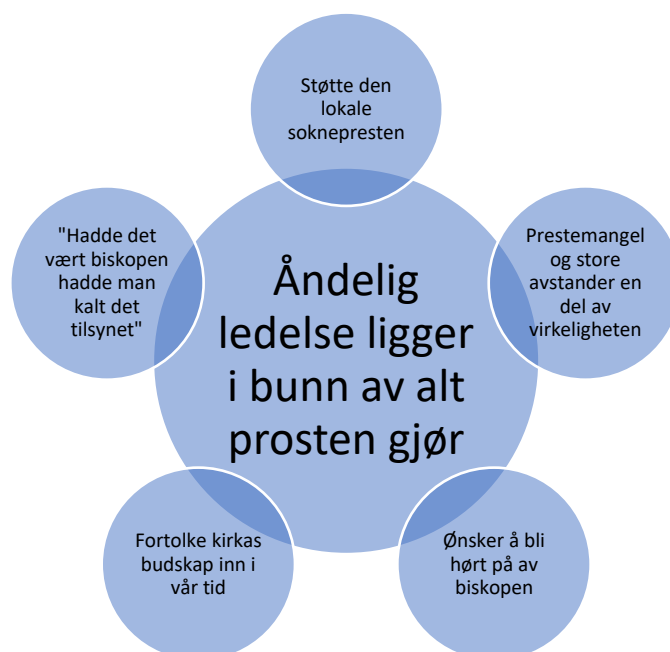 Støtte den
lokale
soknepresten
"Hadde det
vært biskopen
hadde man
kalt det
tilsynet"
Prestemangel
og store
avstander en
del av
virkeligheten
Åndelig
ledelse ligger
i bunn av alt
prosten gjør
Fortolke kirkas
budskap inn i
vår tid
Ønsker å bli
hørt på av
biskopen